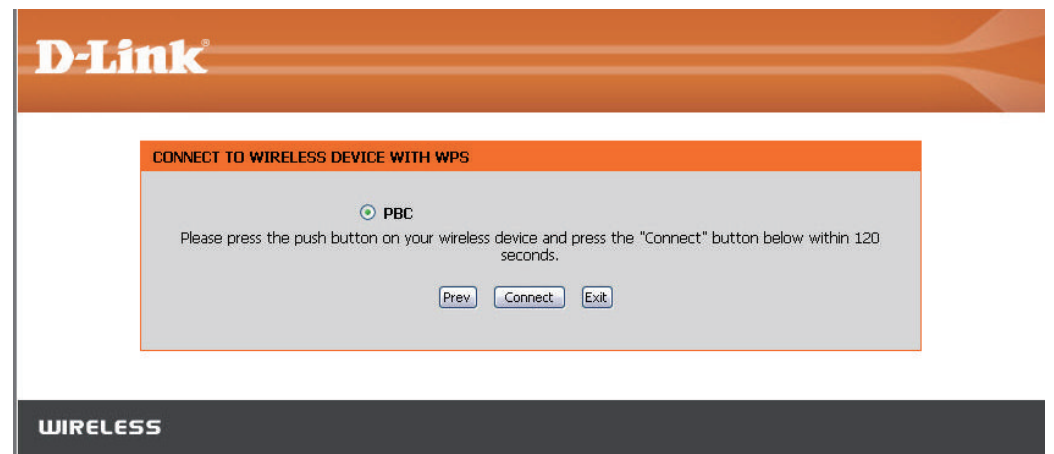 D-Link®
CONNECT TO WIRELESS DEVICE WITH WPS
PBC
Please press the push button on your wireless device and press the "Connect" button below within 120
seconds.
Prev Connect Exit
WIRELESS